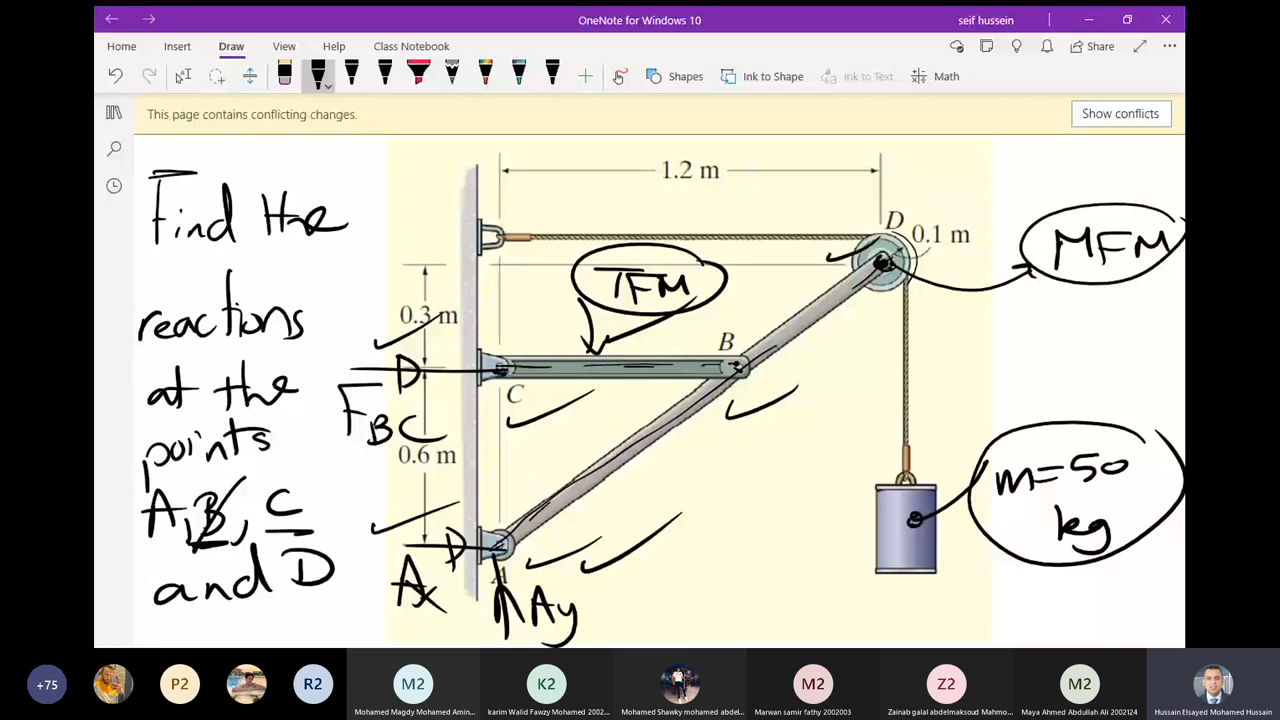 OneNote for Windows 10
seif hussein
Home Insert Draw View Help Class Notebook
Share
Shapes Ink to Shape Ink to Text Math
This page contains conflicting changes.
Show conflicts
Find the
reactions
at the
points
A, B, C
and D
1.2 m
D
0.1 m
MFM
TFM
0.3 m
B
C
FBC
0.6 m
m=50
kg
A
Ax
Ay
+75
P2
R2
M2
K2
M2
Z2
M2
Mohamed Magdy Mohamed Amin...
karim Walid Fawzy Mohamed 2002...
Mohamed Shawky mohamed abdel...
Marwan samir fathy 2002003
Zainab galal abdelmaksoud Mahmo...
Maya Ahmed Abdullah Ali 2002124
Hussain Elsayed Mohamed Hussain